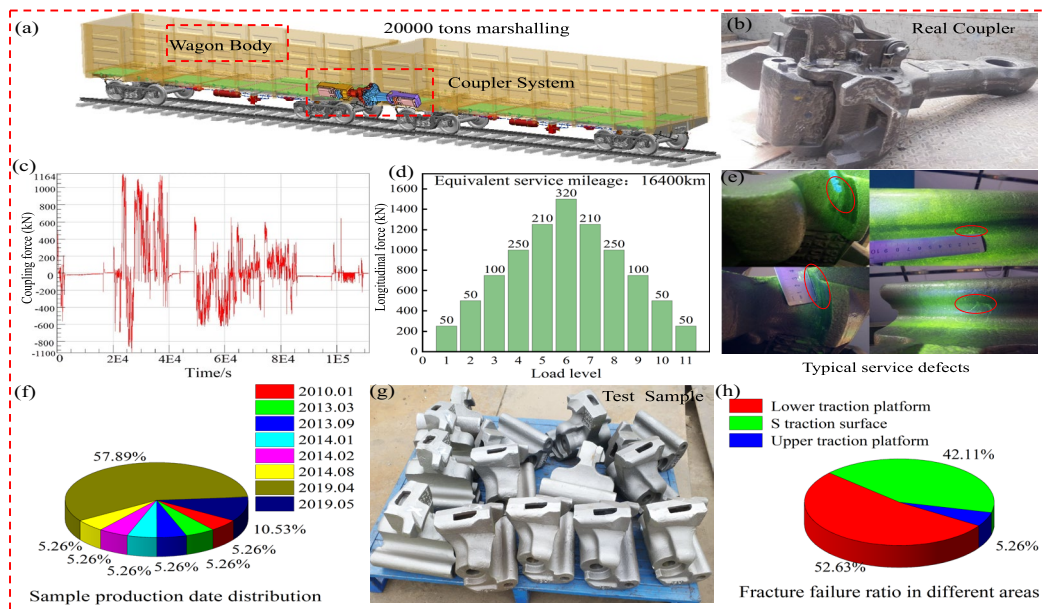 (a)
20000 tons marshalling
Wagon Body
Coupler System
(b)
Real Coupler
(c)
1164
1000
800
600
400
200
0
-200
-400
-600
-800
-1100
Coupling force (kN)
0
2E4
4E4
6E4
8E4
1E5
Time/s
(d)
Equivalent service mileage: 16400km
1600
1400
1200
1000
800
600
400
200
0
Longitudinal force (kN)
50
50
100
250
210
320
210
250
100
50
50
0
1
2
3
4
5
6
7
8
9
10
11
Load level
(e)
Typical service defects
(f)
2010.01
2013.03
2013.09
2014.01
2014.02
2014.08
2019.04
2019.05
57.89%
10.53%
5.26%
5.26%
5.26%
5.26%
5.26%
5.26%
Sample production date distribution
(g)
Test Sample
(h)
Lower traction platform
S traction surface
Upper traction platform
42.11%
5.26%
52.63%
Fracture failure ratio in different areas